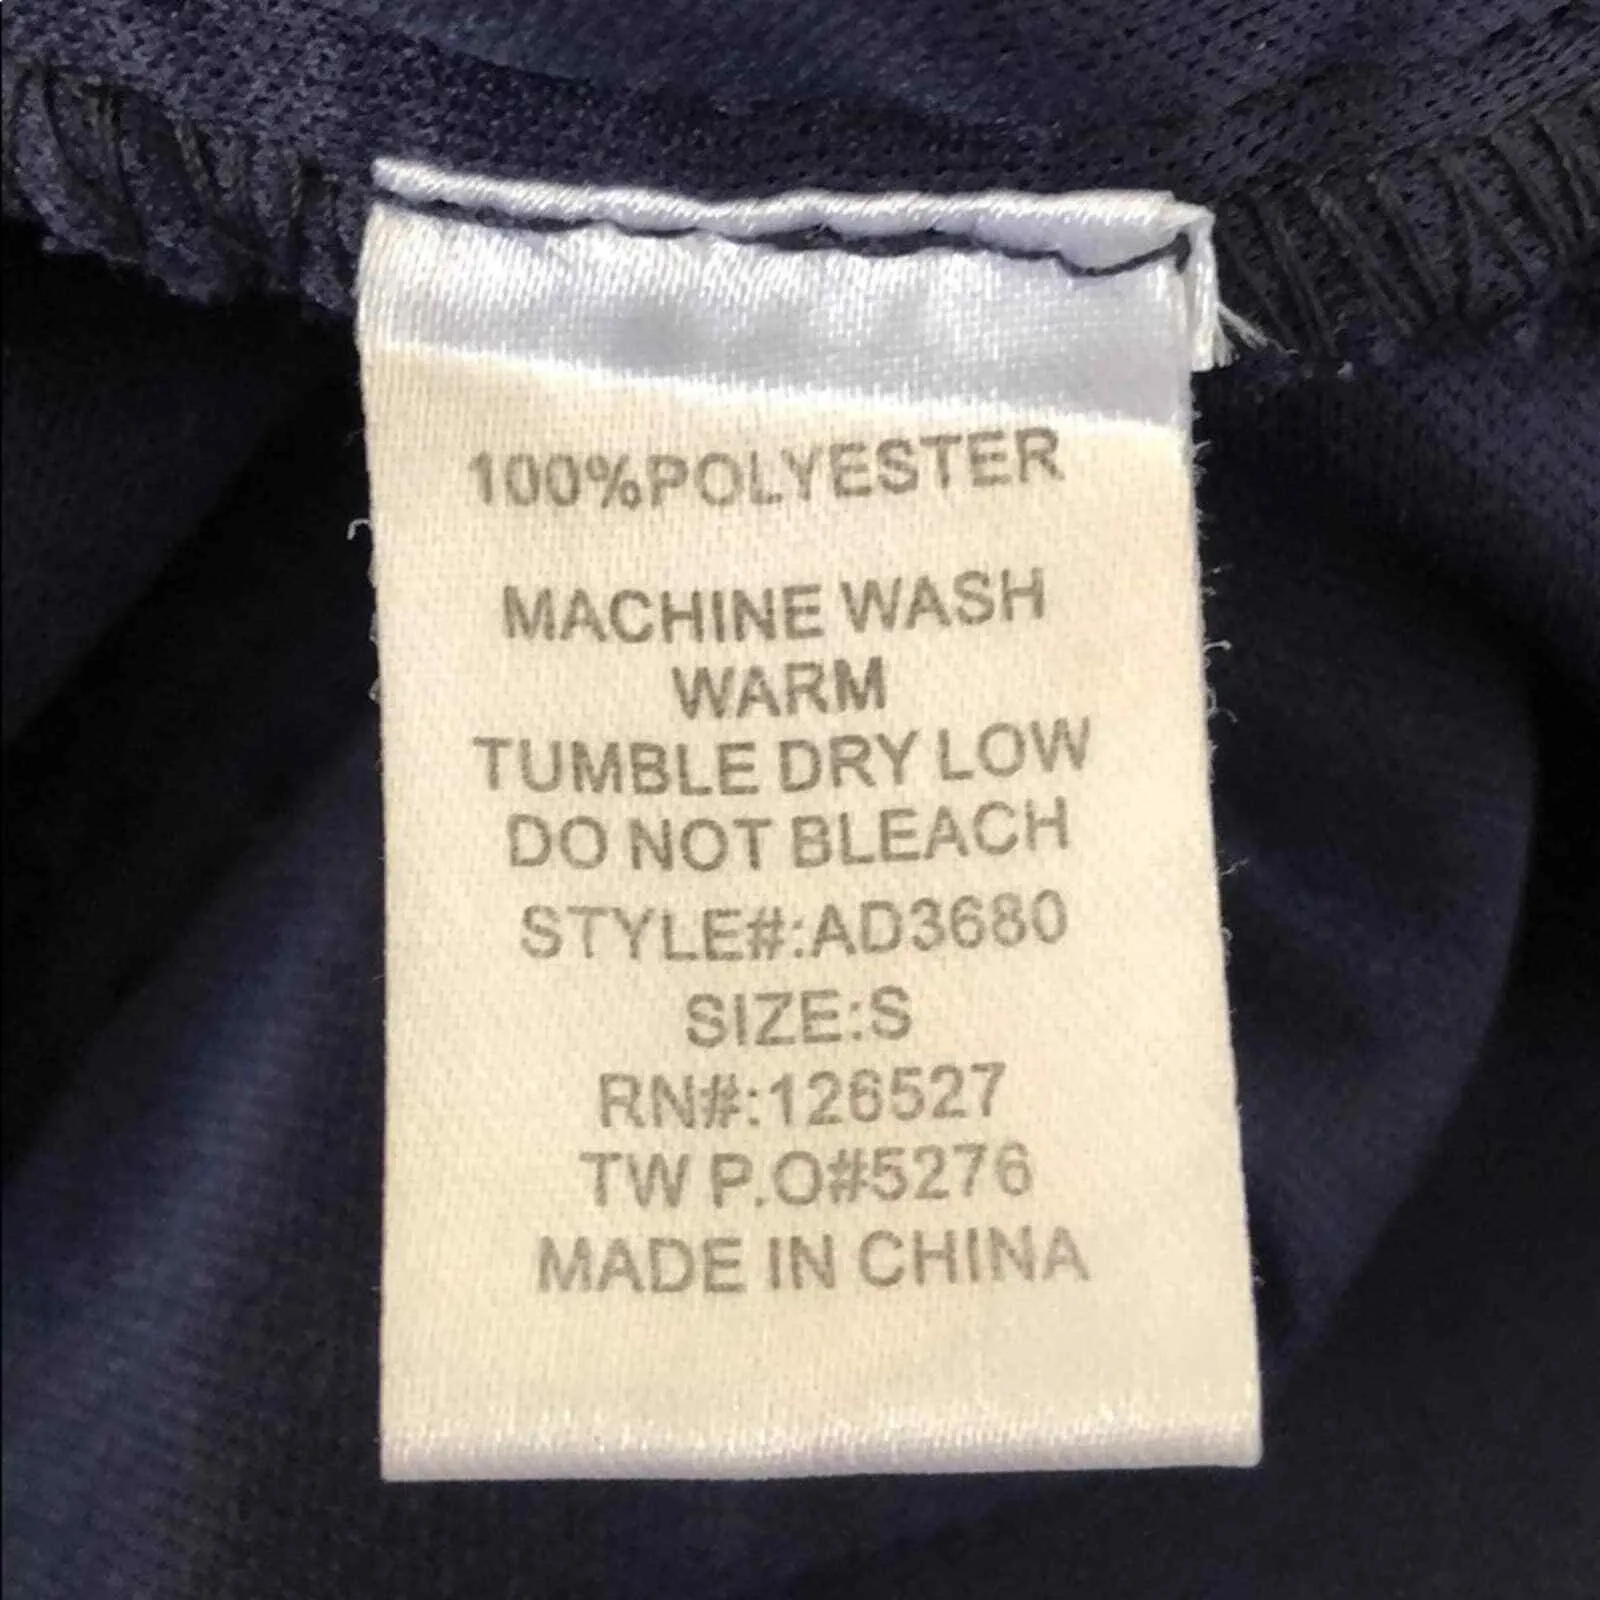 100%POLYESTER
MACHINE WASH
WARM
TUMBLE DRY LOW
DO NOT BLEACH
STYLE#:AD3680
SIZE:S
RN#:126527
TW P.O#5276
MADE IN CHINA